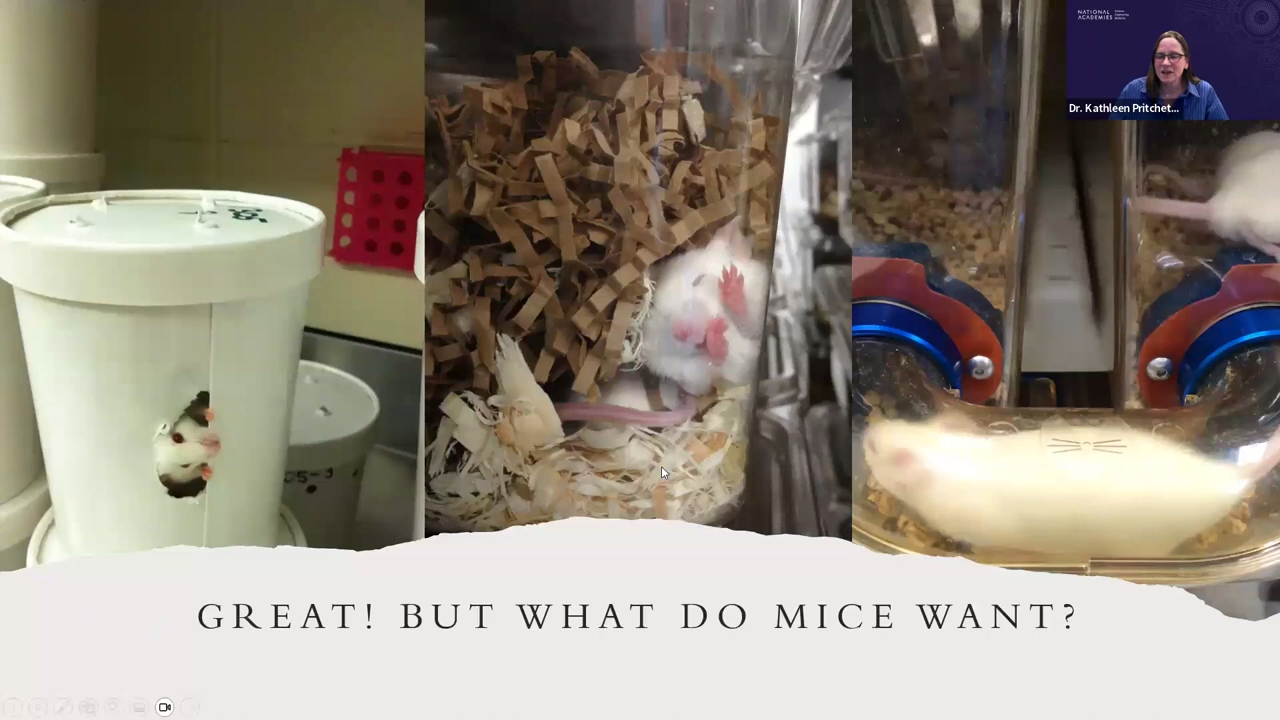 NATIONAL
ACADEMIES
Dr. Kathleen Pritchet...
GREAT! BUT WHAT DO MICE WANT?